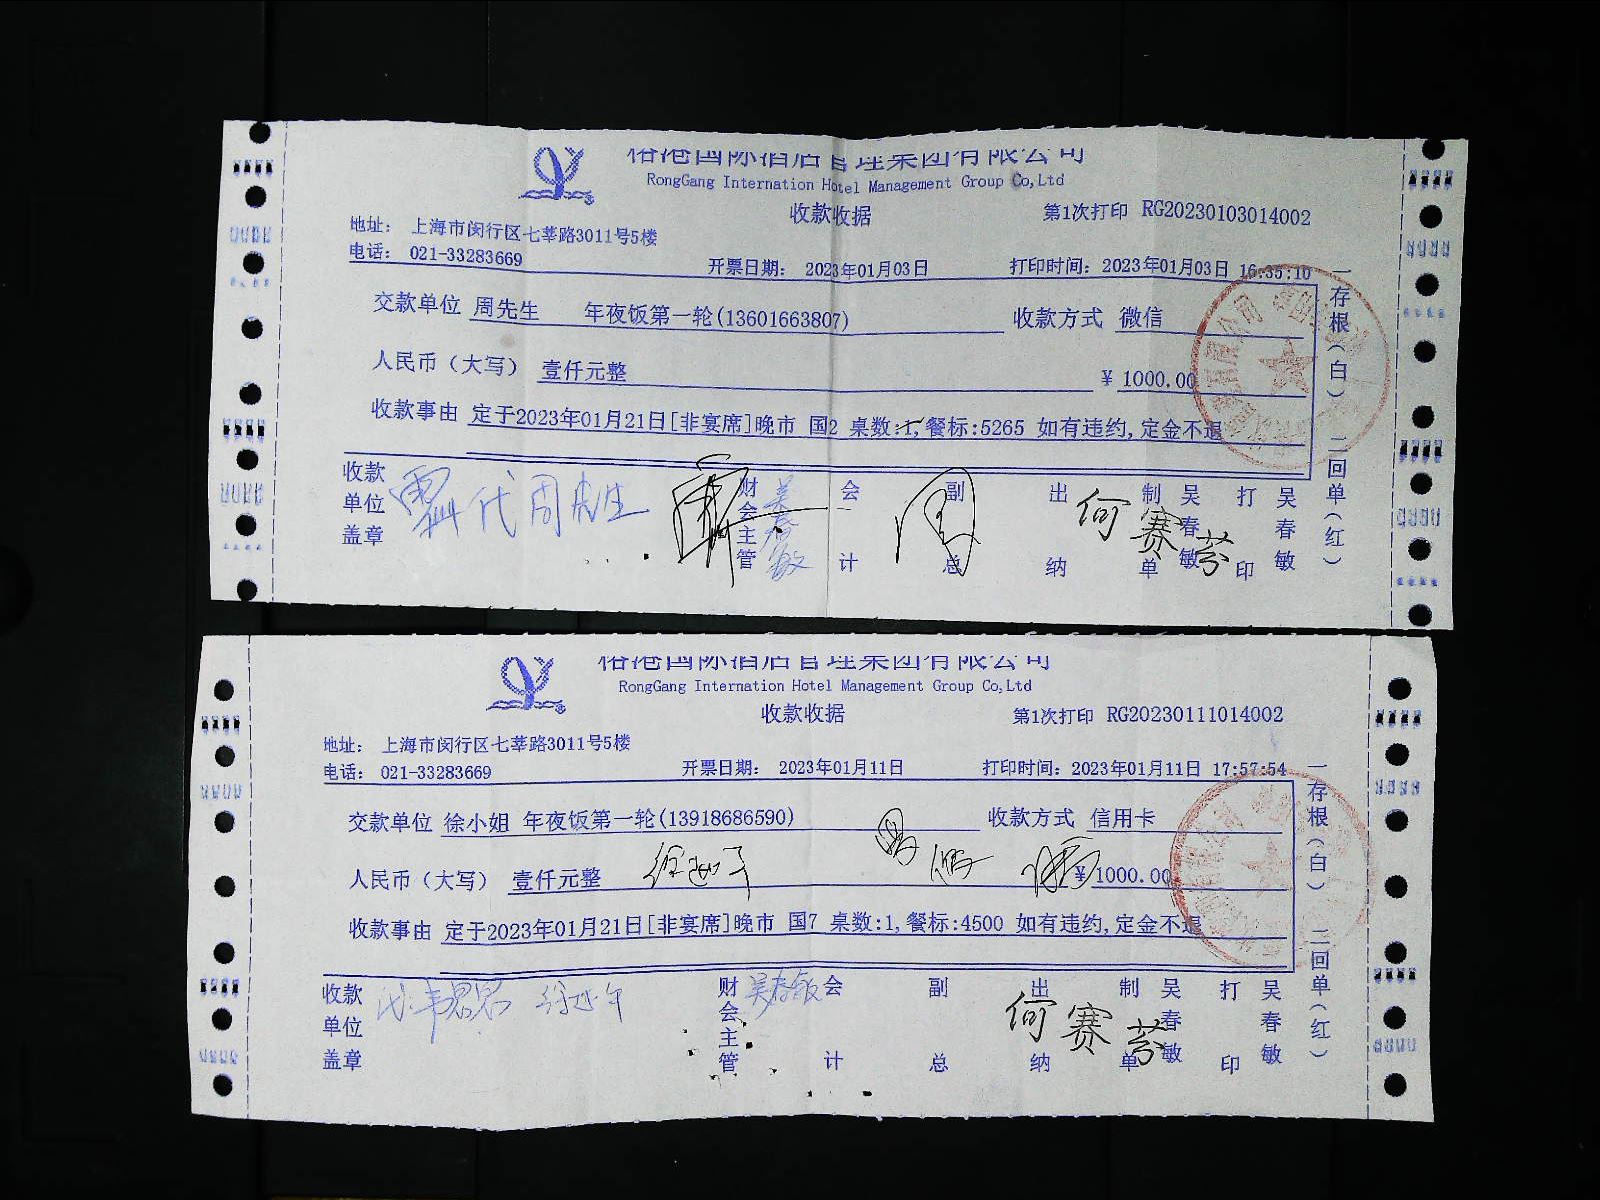 国际酒店管理集团有限公司
RongGang Internation Hotel Management Group Co,Ltd
收款收据
第1次打印 RG20230103014002
地址: 上海市闵行区七莘路3011号5楼
电话: 021-33283669
开票日期: 2023年01月03日
打印时间: 2023年01月03日 16:35:10
交款单位 周先生 年夜饭第一轮(13601663807)
收款方式 微信
人民币(大写) 壹仟元整
¥ 1000.00
收款事由 定于2023年01月21日[非宴席]晚市 国2 桌数:1,餐标:5265 如有违约,定金不退
收款单位盖章
代周先生
财会主管 吴春敏
会计
副总
出纳 何赛芬
制单 吴春敏
打印 吴春敏
一存根(白) 二回单(红)
国际酒店管理集团有限公司
RongGang Internation Hotel Management Group Co,Ltd
收款收据
第1次打印 RG20230111014002
地址: 上海市闵行区七莘路3011号5楼
电话: 021-33283669
开票日期: 2023年01月11日
打印时间: 2023年01月11日 17:57:54
交款单位 徐小姐 年夜饭第一轮(13918686590)
收款方式 信用卡
人民币(大写) 壹仟元整
¥1000.00
收款事由 定于2023年01月21日[非宴席]晚市 国7 桌数:1,餐标:4500 如有违约,定金不退
收款单位盖章
财会主管 吴春敏
会计
副总
出纳 何赛芬
制单 吴春敏
打印 吴春敏
一存根(白) 二回单(红)